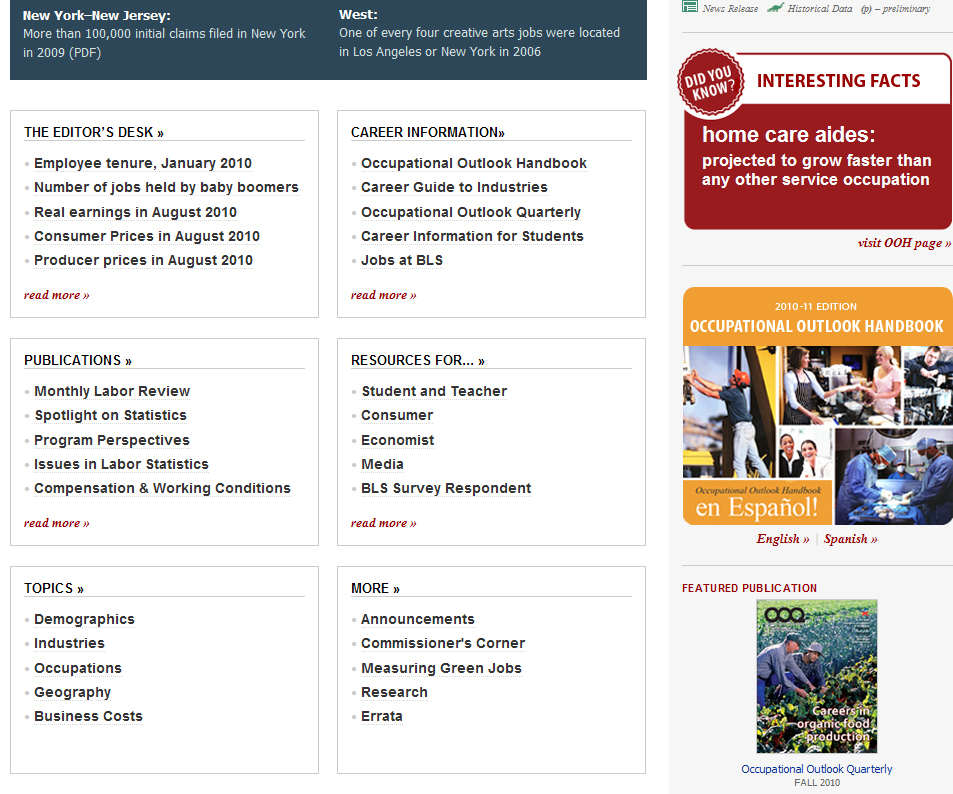 New York–New Jersey:
More than 100,000 initial claims filed in New York
in 2009 (PDF)
West:
One of every four creative arts jobs were located
in Los Angeles or New York in 2006
THE EDITOR'S DESK »
Employee tenure, January 2010
Number of jobs held by baby boomers
Real earnings in August 2010
Consumer Prices in August 2010
Producer prices in August 2010
read more »
CAREER INFORMATION»
Occupational Outlook Handbook
Career Guide to Industries
Occupational Outlook Quarterly
Career Information for Students
Jobs at BLS
read more »
PUBLICATIONS »
Monthly Labor Review
Spotlight on Statistics
Program Perspectives
Issues in Labor Statistics
Compensation & Working Conditions
read more »
RESOURCES FOR... »
Student and Teacher
Consumer
Economist
Media
BLS Survey Respondent
read more »
TOPICS »
Demographics
Industries
Occupations
Geography
Business Costs
MORE »
Announcements
Commissioner's Corner
Measuring Green Jobs
Research
Errata
News Release Historical Data (p) – preliminary
DID YOU
KNOW?
INTERESTING FACTS
home care aides:
projected to grow faster than
any other service occupation
visit OOH page »
2010-11 EDITION
OCCUPATIONAL OUTLOOK HANDBOOK
Occupational Outlook Handbook
en Español!
English » | Spanish »
FEATURED PUBLICATION
OOQ
Careers in
organic food
production
Occupational Outlook Quarterly
FALL 2010